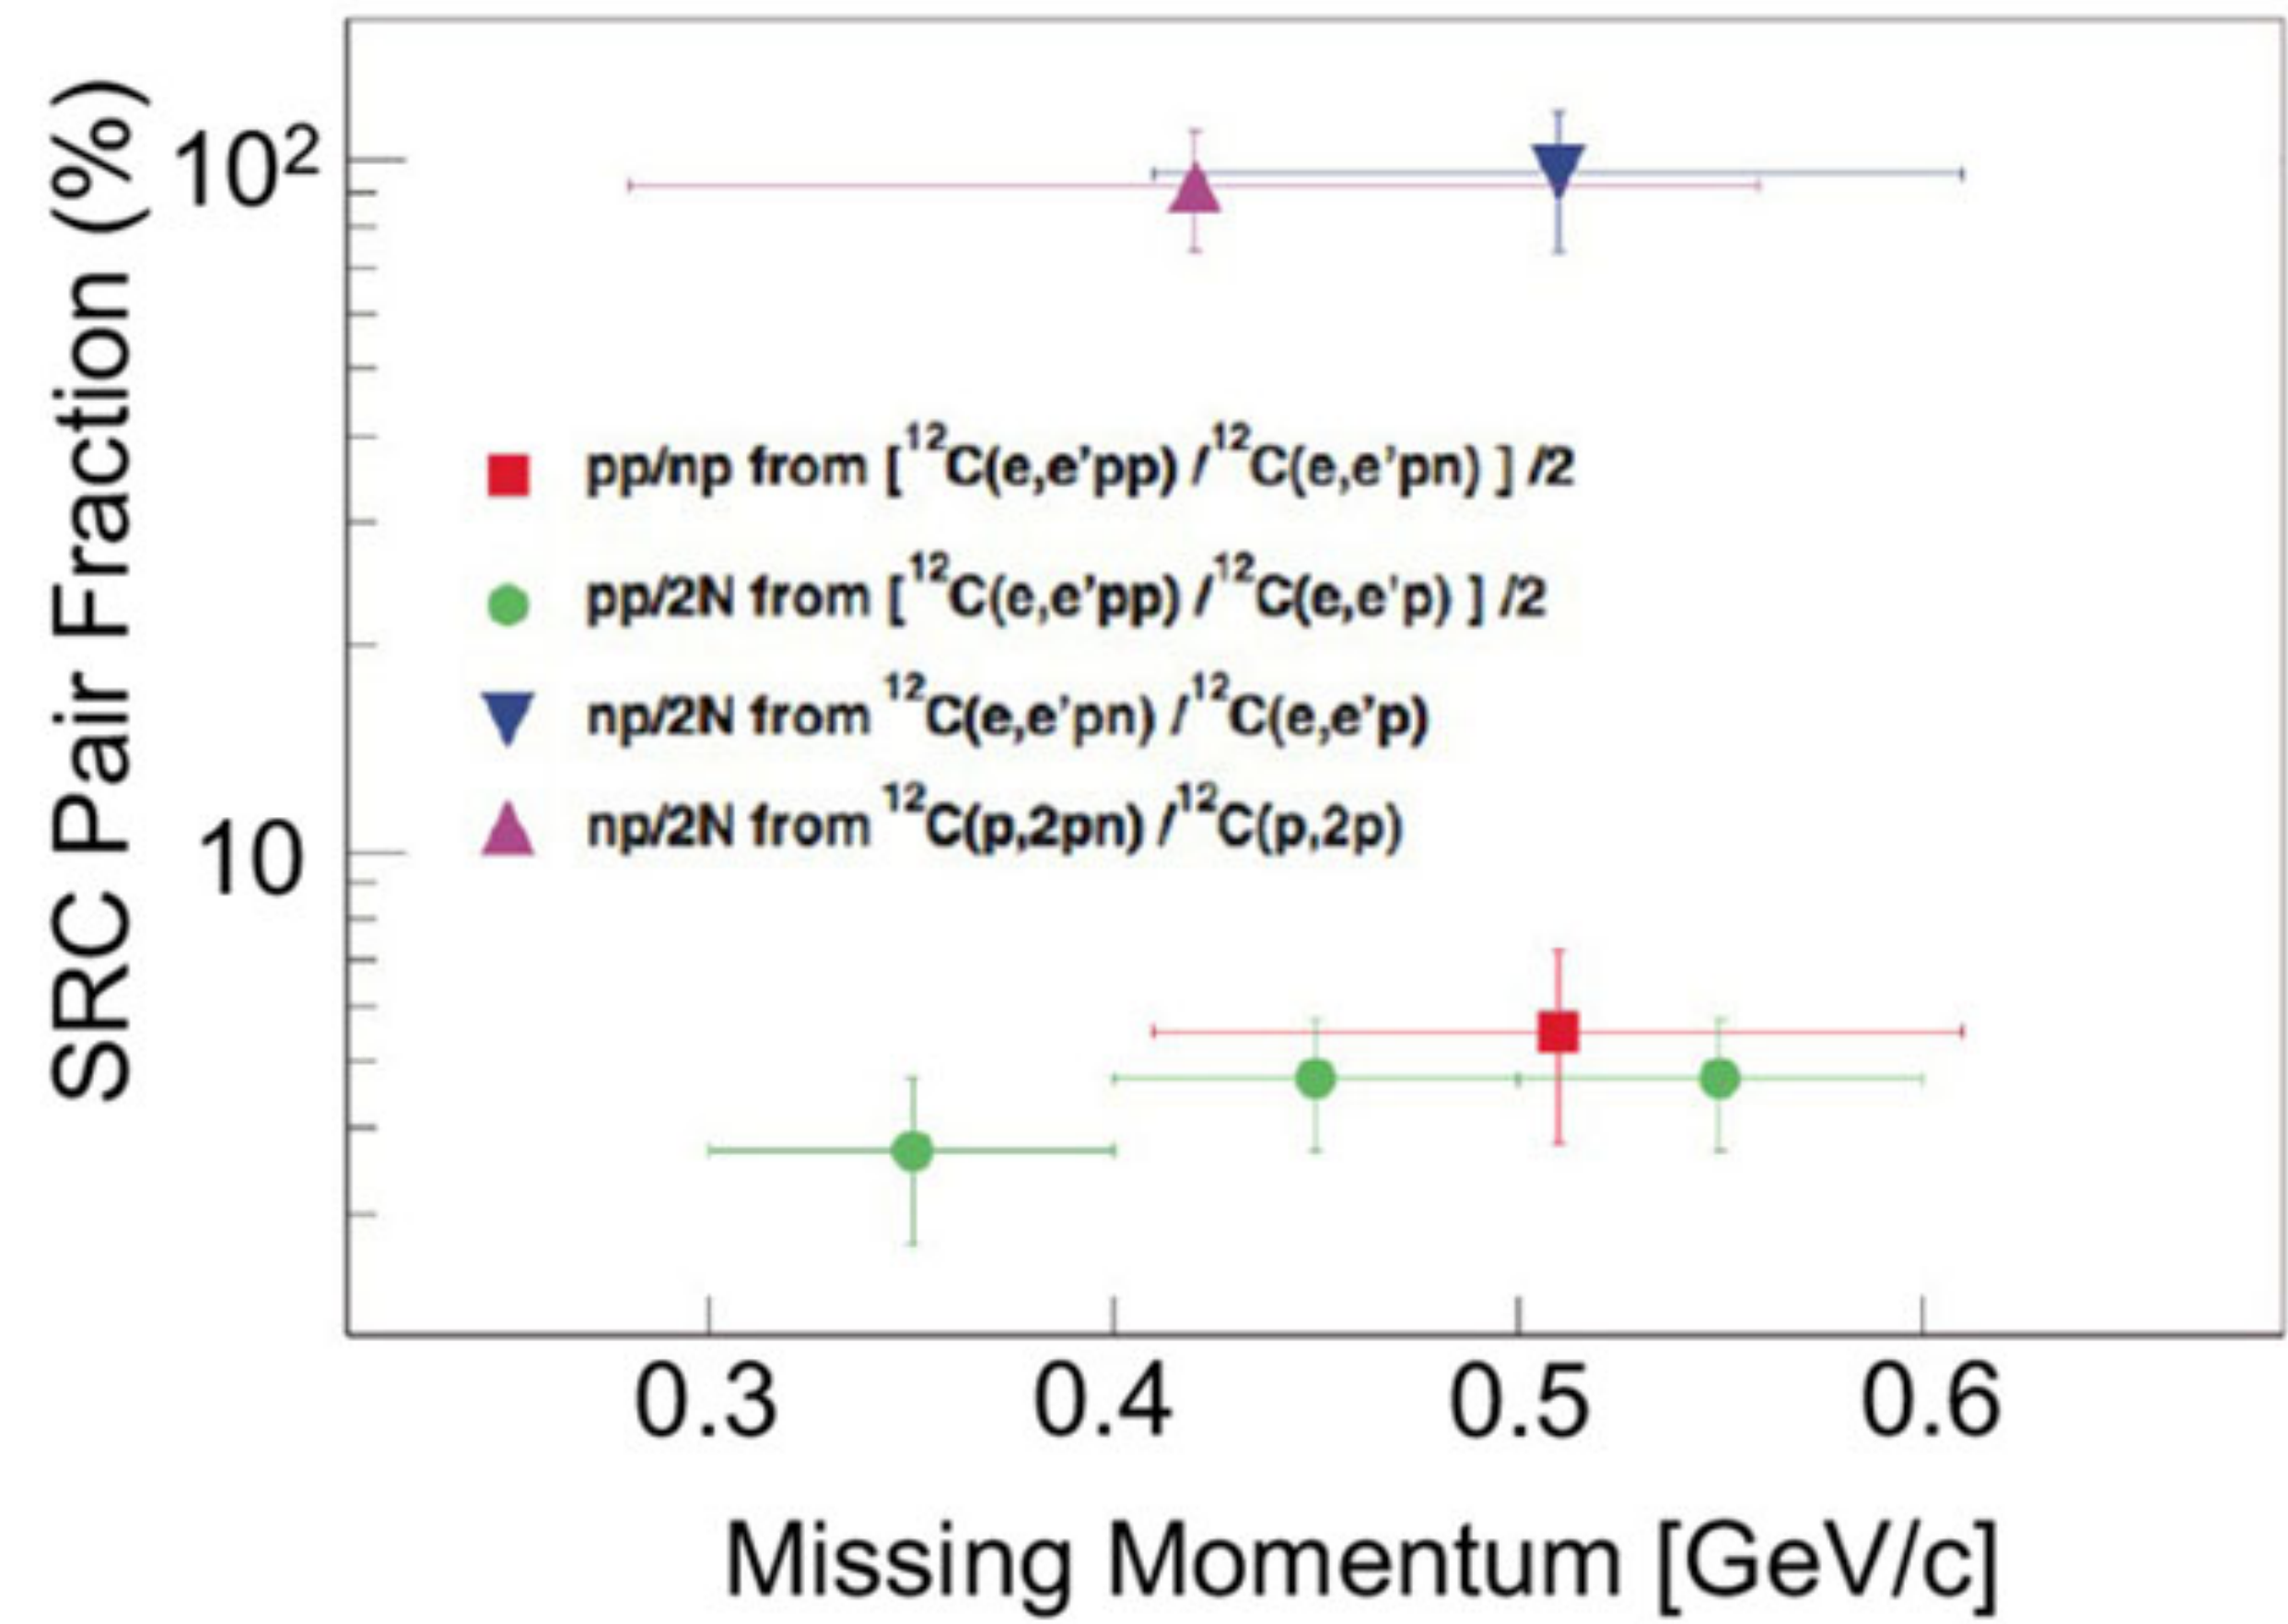 SRC Pair Fraction (%)
10²
pp/np from [¹²C(e,e’pp) /¹²C(e,e’pn) ] /2
pp/2N from [¹²C(e,e’pp) /¹²C(e,e'p) ] /2
np/2N from ¹²C(e,e’pn) /¹²C(e,e’p)
np/2N from ¹²C(p,2pn) /¹²C(p,2p)
10
0.3 0.4 0.5 0.6
Missing Momentum [GeV/c]